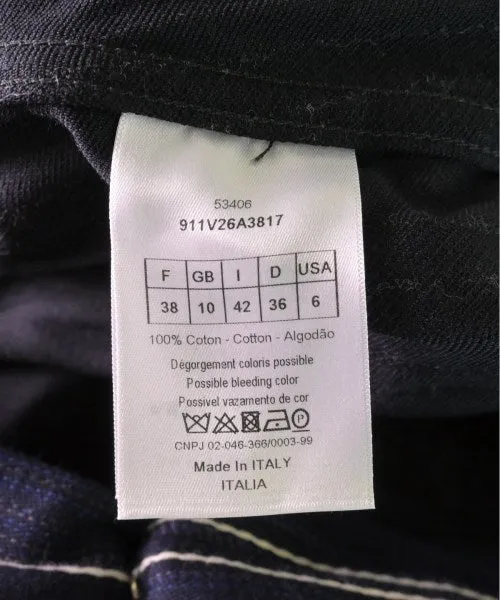 53406
911V26A3817
F GB I D USA
38 10 42 36 6
100% Coton - Cotton - Algodão
Dégorgement coloris possible
Possible bleeding color
Possivel vazamento de cor
P
CNPJ 02-046-366/0003-99
Made In ITALY
ITALIA